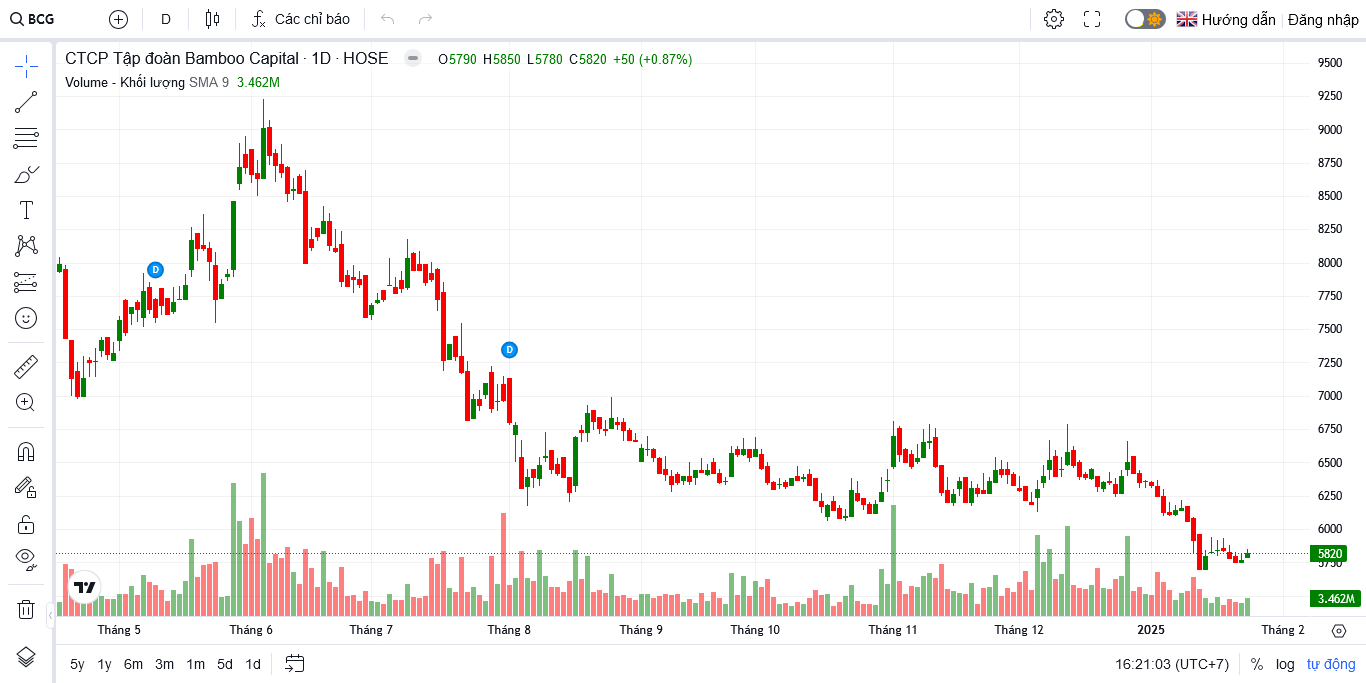 BCG D Các chỉ báo Hướng dẫn Đăng nhập
CTCP Tập đoàn Bamboo Capital · 1D · HOSE O5790 H5850 L5780 C5820 +50 (+0.87%)
Volume - Khối lượng SMA 9 3.462M
D
D
9500
9250
9000
8750
8500
8250
8000
7750
7500
7250
7000
6750
6500
6250
6000
5820
5750
3.462M
Tháng 5 Tháng 6 Tháng 7 Tháng 8 Tháng 9 Tháng 10 Tháng 11 Tháng 12 2025 Tháng 2
5y 1y 6m 3m 1m 5d 1d 16:21:03 (UTC+7) % log tự động